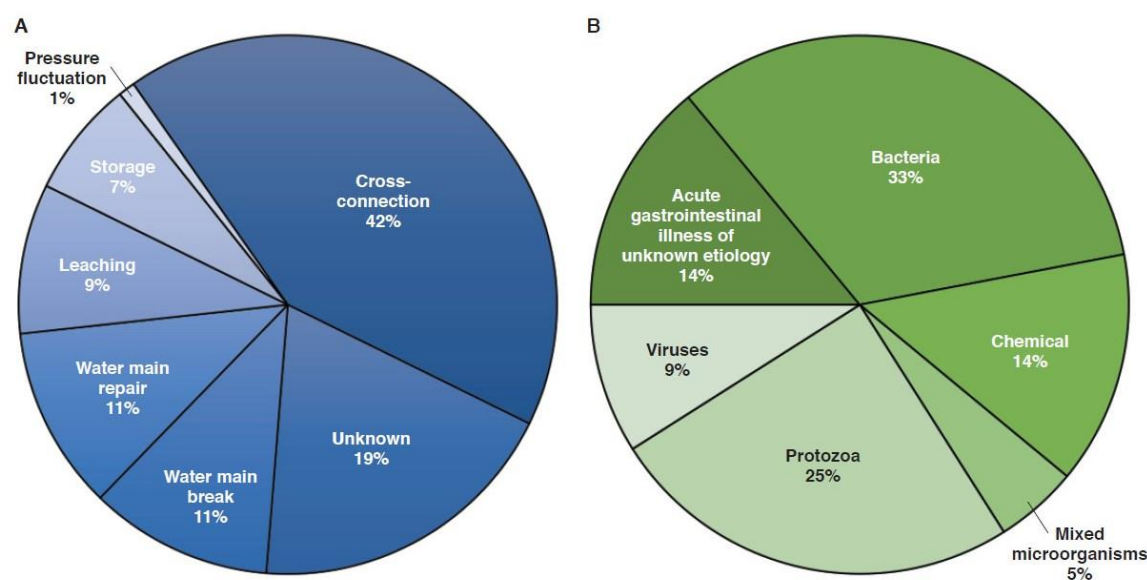 A
Pressure
fluctuation
1%
Storage
7%
Leaching
9%
Water main
repair
11%
Water main
break
11%
Unknown
19%
Cross-
connection
42%
B
Bacteria
33%
Acute
gastrointestinal
illness of
unknown etiology
14%
Viruses
9%
Protozoa
25%
Chemical
14%
Mixed
microorganisms
5%